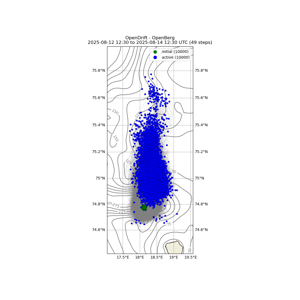 OpenDrift - OpenBerg
2025-08-12 12:30 to 2025-08-14 12:30 UTC (49 steps)
initial (10000)
active (10000)
75.8°N 75.8°N
75.6°N 75.6°N
75.4°N 75.4°N
75.2°N 75.2°N
75°N 75°N
74.8°N 74.8°N
74.6°N 74.6°N
17.5°E 18°E 18.5°E 19°E 19.5°E